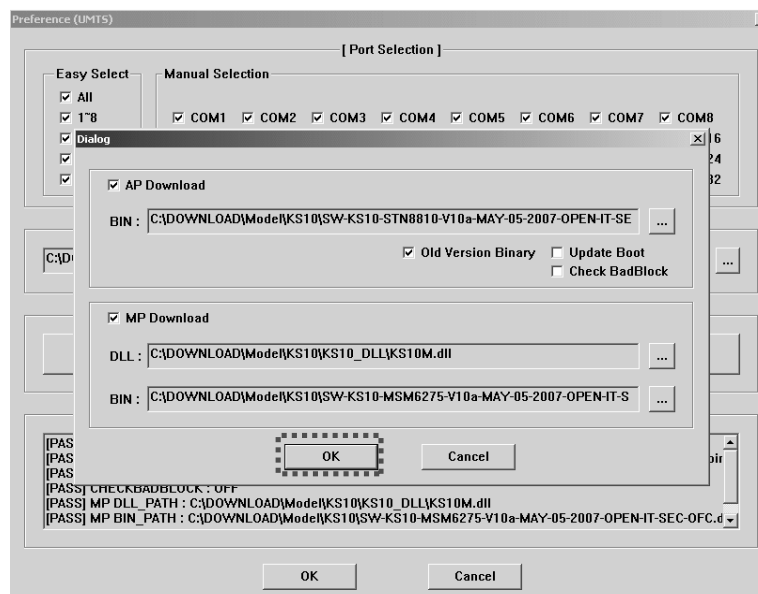 Preference (UMTS)
[ Port Selection ]
Easy Select
Manual Selection
All
1~8
COM1 COM2 COM3 COM4 COM5 COM6 COM7 COM8
Dialog
16
24
32
AP Download
BIN : C:\DOWNLOAD\Model\KS10\SW-KS10-STN8810-V10a-MAY-05-2007-OPEN-IT-SE ...
C:\D
Old Version Binary Update Boot
...
Check BadBlock
MP Download
DLL : C:\DOWNLOAD\Model\KS10\KS10_DLL\KS10M.dll ...
BIN : C:\DOWNLOAD\Model\KS10\SW-KS10-MSM6275-V10a-MAY-05-2007-OPEN-IT-S ...
OK Cancel
[PAS
[PAS
[PAS
[PASS] CHECKBADBLOCK : OFF
[PASS] MP DLL_PATH : C:\DOWNLOAD\Model\KS10\KS10_DLL\KS10M.dll
[PASS] MP BIN_PATH : C:\DOWNLOAD\Model\KS10\SW-KS10-MSM6275-V10a-MAY-05-2007-OPEN-IT-SEC-OFC.d
OK Cancel